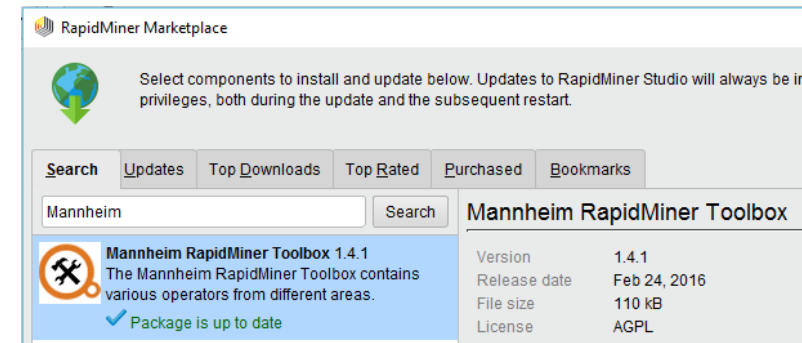 RapidMiner Marketplace
Select components to install and update below. Updates to RapidMiner Studio will always be
privileges, both during the update and the subsequent restart.
Search Updates Top Downloads Top Rated Purchased Bookmarks
Mannheim Search
Mannheim RapidMiner Toolbox 1.4.1
The Mannheim RapidMiner Toolbox contains
various operators from different areas.
Package is up to date
Mannheim RapidMiner Toolbox
Version 1.4.1
Release date Feb 24, 2016
File size 110 kB
License AGPL